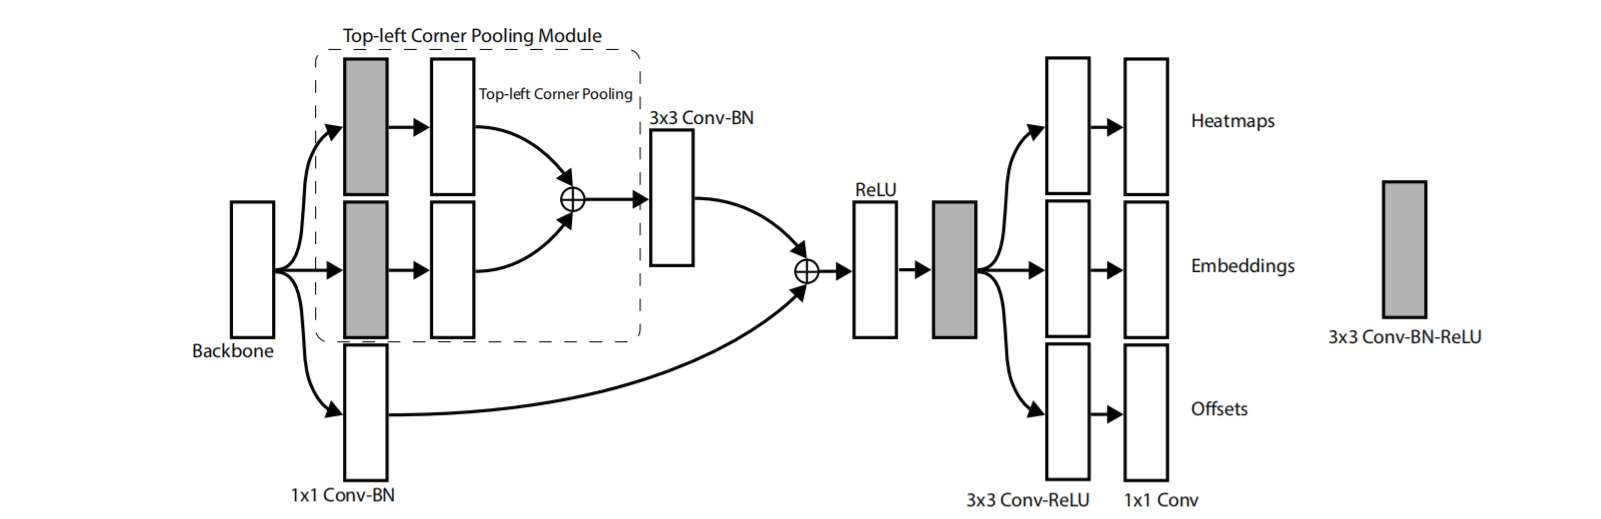 Top-left Corner Pooling Module
Top-left Corner Pooling
3x3 Conv-BN
Backbone
1x1 Conv-BN
ReLU
Heatmaps
Embeddings
Offsets
3x3 Conv-ReLU
1x1 Conv
3x3 Conv-BN-ReLU